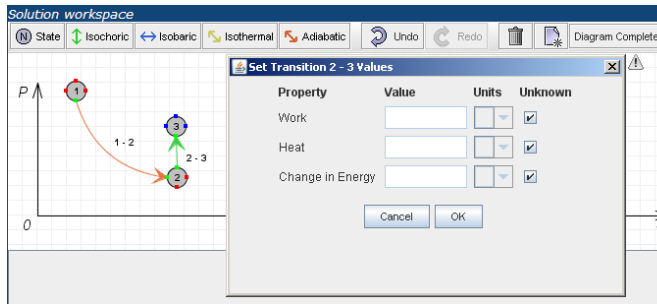 Solution workspace
N State Isochoric Isobaric Isothermal Adiabatic Undo Redo Diagram Complete
Set Transition 2 - 3 Values
P
1
Property Value Units Unknown
3
Work
1 - 2
Heat
2 - 3
2
Change in Energy
Cancel OK
0